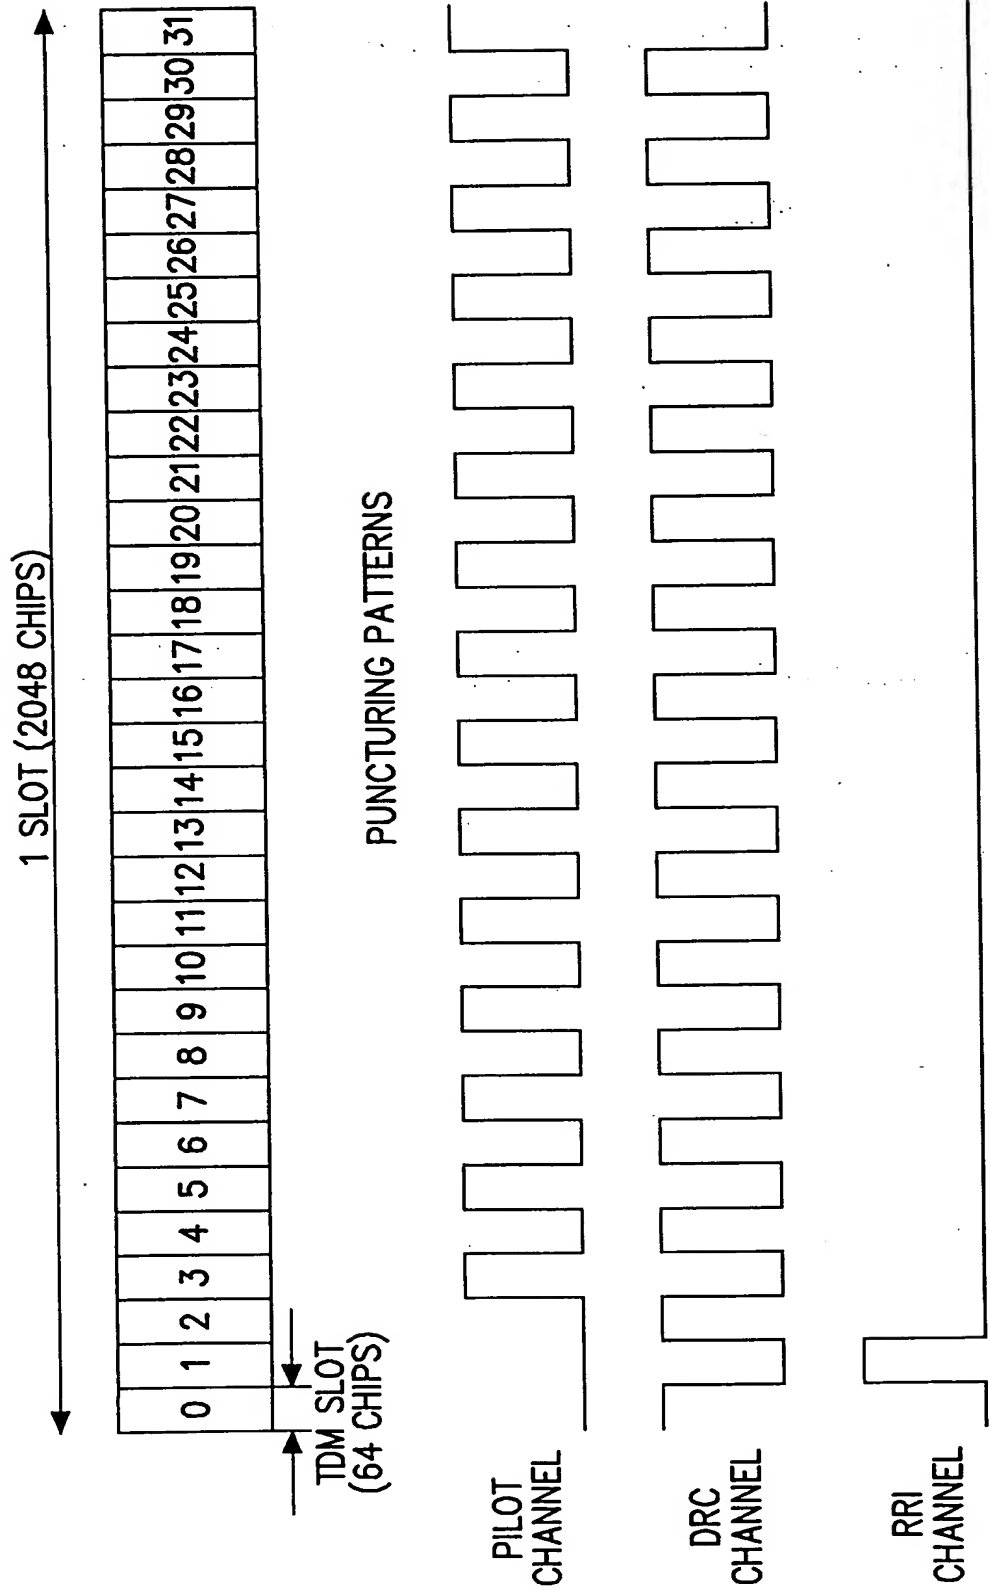 1 SLOT (2048 CHIPS)
0 1 2 3 4 5 6 7 8 9 10 11 12 13 14 15 16 17 18 19 20 21 22 23 24 25 26 27 28 29 30 31
TDM SLOT
(64 CHIPS)
PUNCTURING PATTERNS
PILOT
CHANNEL
DRC
CHANNEL
RRI
CHANNEL